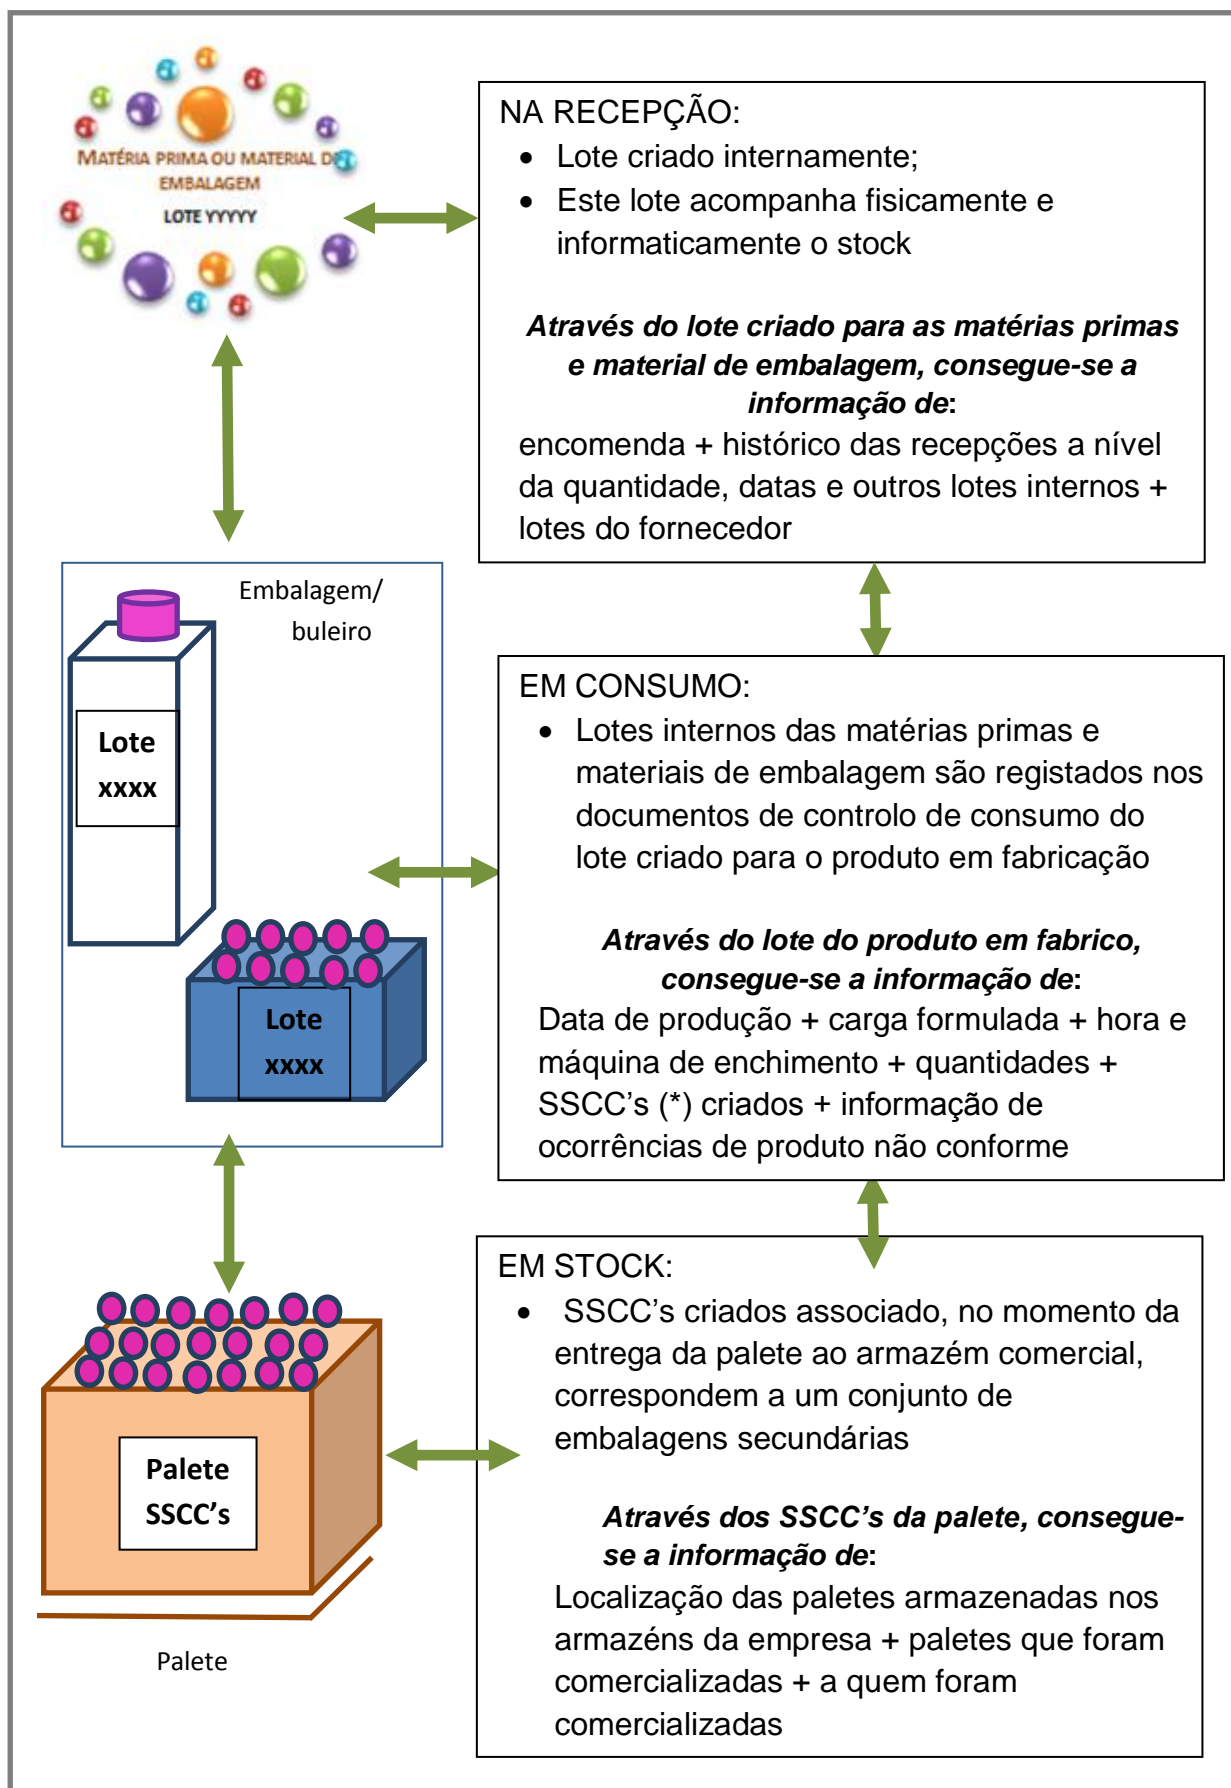 MATÉRIA PRIMA OU MATERIAL DE
EMBALAGEM
LOTE YYYYY
NA RECEPÇÃO:
• Lote criado internamente;
• Este lote acompanha fisicamente e
informaticamente o stock
Através do lote criado para as matérias primas
e material de embalagem, consegue-se a
informação de:
encomenda + histórico das recepções a nível
da quantidade, datas e outros lotes internos +
lotes do fornecedor
Embalagem/
buleiro
Lote
xxxx
Lote
xxxx
EM CONSUMO:
• Lotes internos das matérias primas e
materiais de embalagem são registados nos
documentos de controlo de consumo do
lote criado para o produto em fabricação
Através do lote do produto em fabrico,
consegue-se a informação de:
Data de produção + carga formulada + hora e
máquina de enchimento + quantidades +
SSCC’s (*) criados + informação de
ocorrências de produto não conforme
Palete
SSCC’s
Palete
EM STOCK:
• SSCC’s criados associado, no momento da
entrega da palete ao armazém comercial,
correspondem a um conjunto de
embalagens secundárias
Através dos SSCC’s da palete, consegue-
se a informação de:
Localização das paletes armazenadas nos
armazéns da empresa + paletes que foram
comercializadas + a quem foram
comercializadas